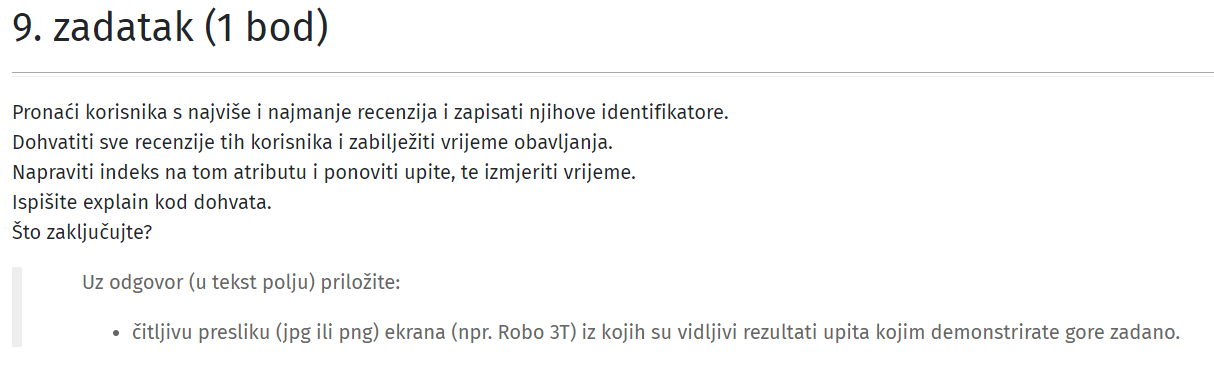 9. zadatak (1 bod)
Pronaći korisnika s najviše i najmanje recenzija i zapisati njihove identifikatore.
Dohvatiti sve recenzije tih korisnika i zabilježiti vrijeme obavljanja.
Napraviti indeks na tom atributu i ponoviti upite, te izmjeriti vrijeme.
Ispišite explain kod dohvata.
Što zaključujte?
Uz odgovor (u tekst polju) priložite:
• čitljivu presliku (jpg ili png) ekrana (npr. Robo 3T) iz kojih su vidljivi rezultati upita kojim demonstrirate gore zadano.